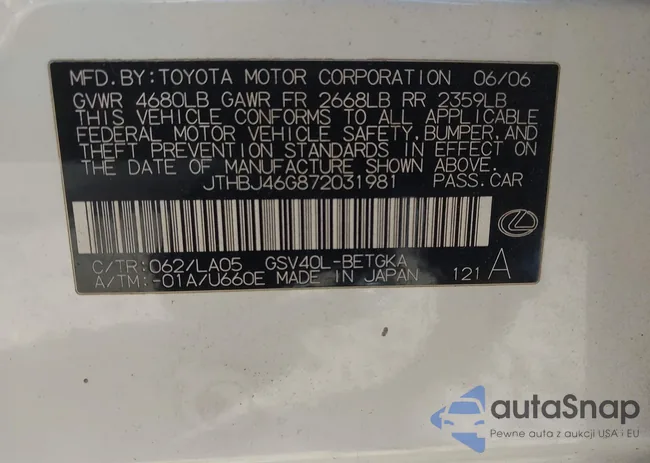 MFD.BY:TOYOTA MOTOR CORPORATION 06/06
GVWR 4680LB GAWR FR 2668LB RR 2359LB
THIS VEHICLE CONFORMS TO ALL APPLICABLE
FEDERAL MOTOR VEHICLE SAFETY, BUMPER, AND
THEFT PREVENTION STANDARDS IN EFFECT ON
THE DATE OF MANUFACTURE SHOWN ABOVE.
JTHBJ46G872031981 PASS.CAR
C/TR:062/LA05 GSV40L-BETGKA
A/TM:-01A/U660E MADE IN JAPAN 121 A
autaSnap
Pewne auta z aukcji USA i EU